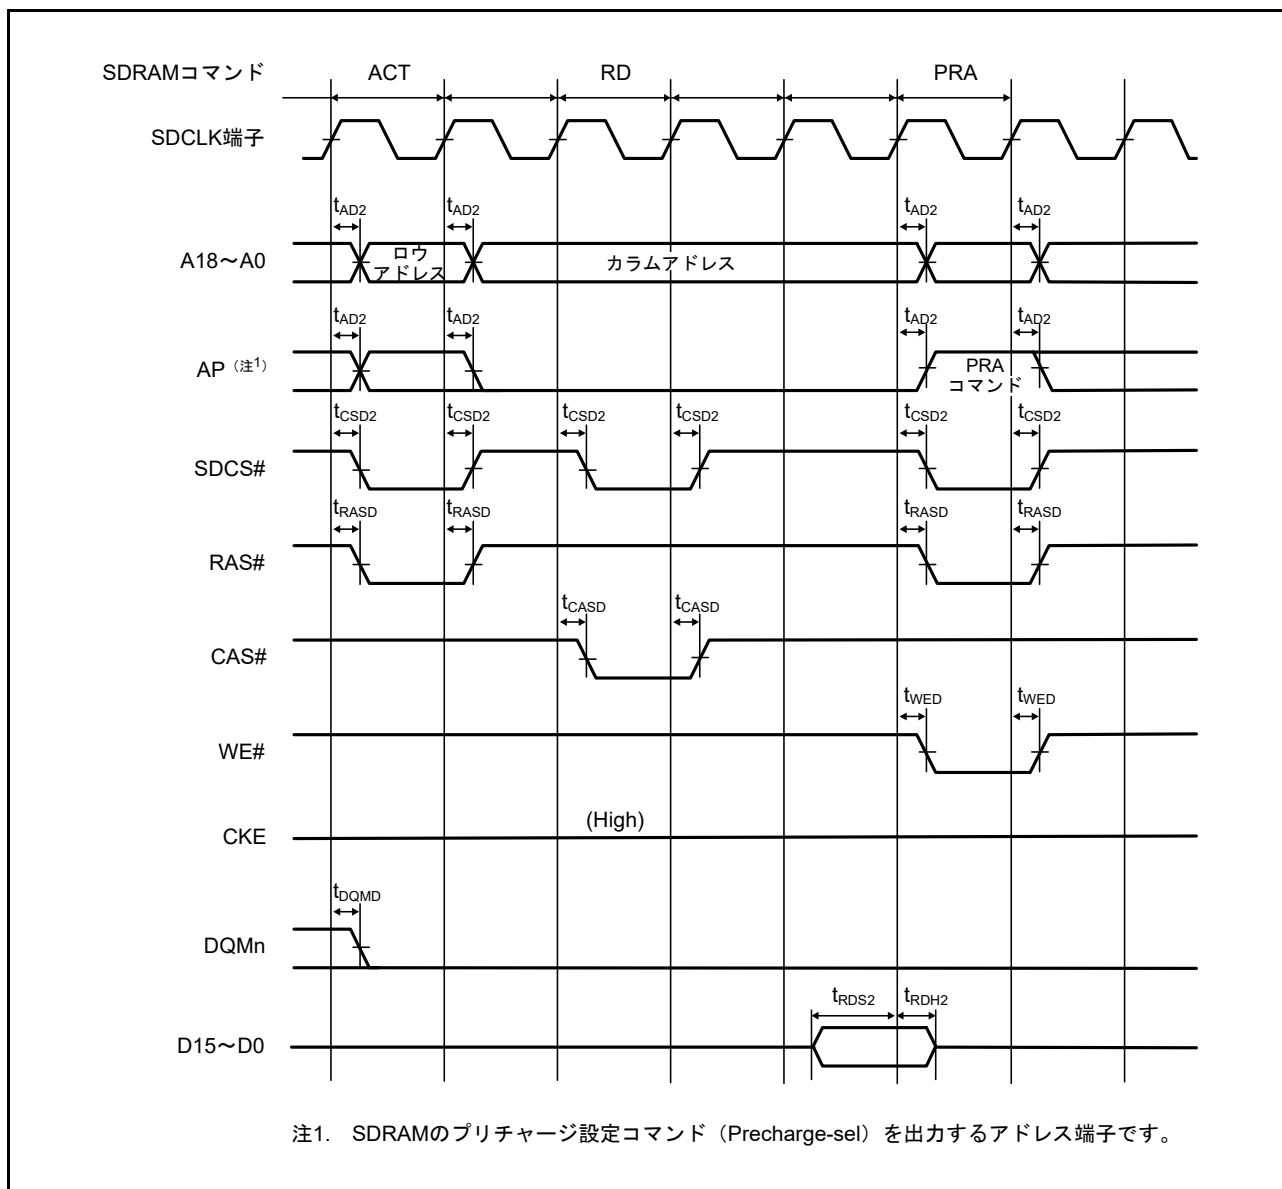 SDRAMコマンド ACT RD PRA
SDCLK端子
tAD2 tAD2 tAD2 tAD2
A18～A0 ロウ
アドレス カラムアドレス
tAD2 tAD2 tAD2 tAD2
AP（注1） PRA
コマンド
tCSD2 tCSD2 tCSD2 tCSD2 tCSD2 tCSD2
SDCS#
tRASD tRASD tRASD tRASD
RAS#
tCASD tCASD
CAS#
tWED tWED
WE#
(High)
CKE
tDQMD
DQMn
tRDS2 tRDH2
D15～D0
注1. SDRAMのプリチャージ設定コマンド（Precharge-sel）を出力するアドレス端子です。